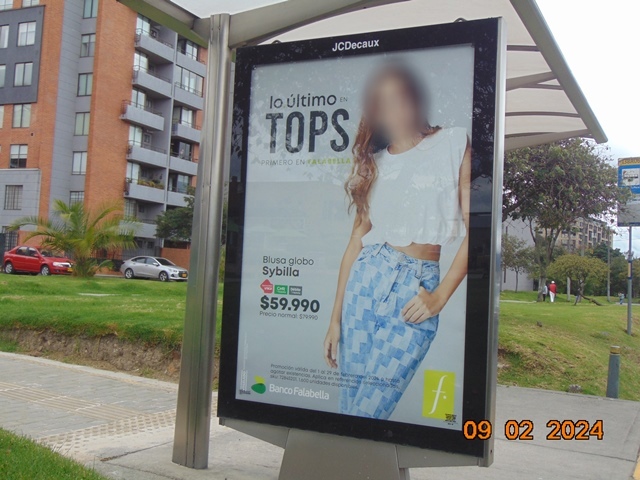 JCDecaux
lo último EN
TOPS
PRIMERO EN FALABELLA
Blusa globo
Sybilla
$59.990
Precio normal: $79.990
Banco Falabella
f.
09 02 2024